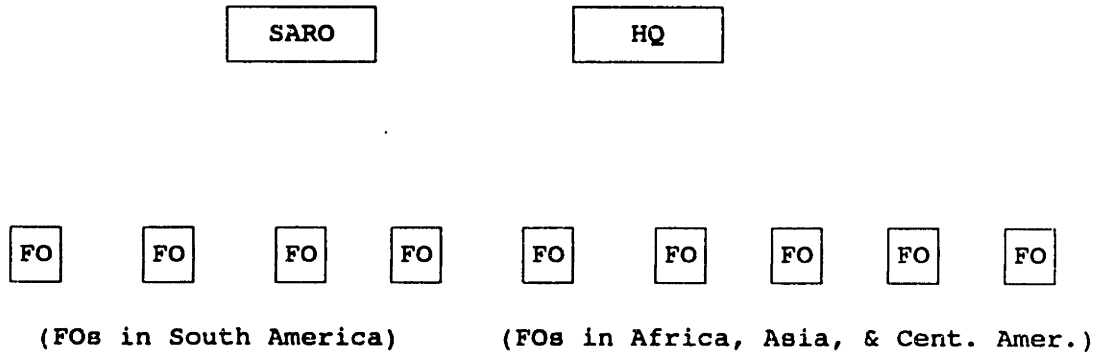 SARO HQ
FO FO FO FO FO FO FO FO FO
(FOs in South America) (FOs in Africa, Asia, & Cent. Amer.)